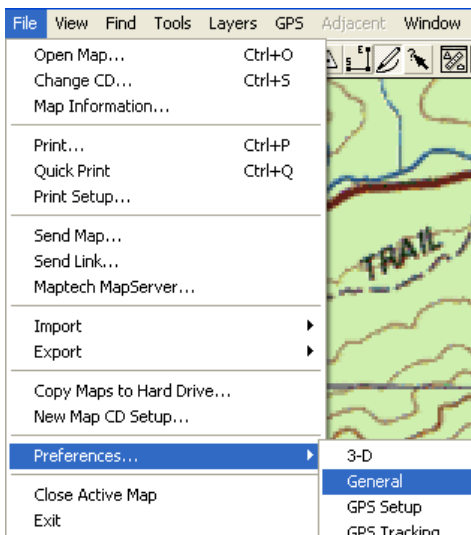 File View Find Tools Layers GPS Adjacent Window
Open Map... Ctrl+O
Change CD... Ctrl+S
Map Information...
Print... Ctrl+P
Quick Print Ctrl+Q
Print Setup...
Send Map...
Send Link...
Maptech MapServer...
TRAIL
Import
Export
Copy Maps to Hard Drive...
New Map CD Setup...
Preferences... 3-D
General
Close Active Map
GPS Setup
Exit
GPS Tracking